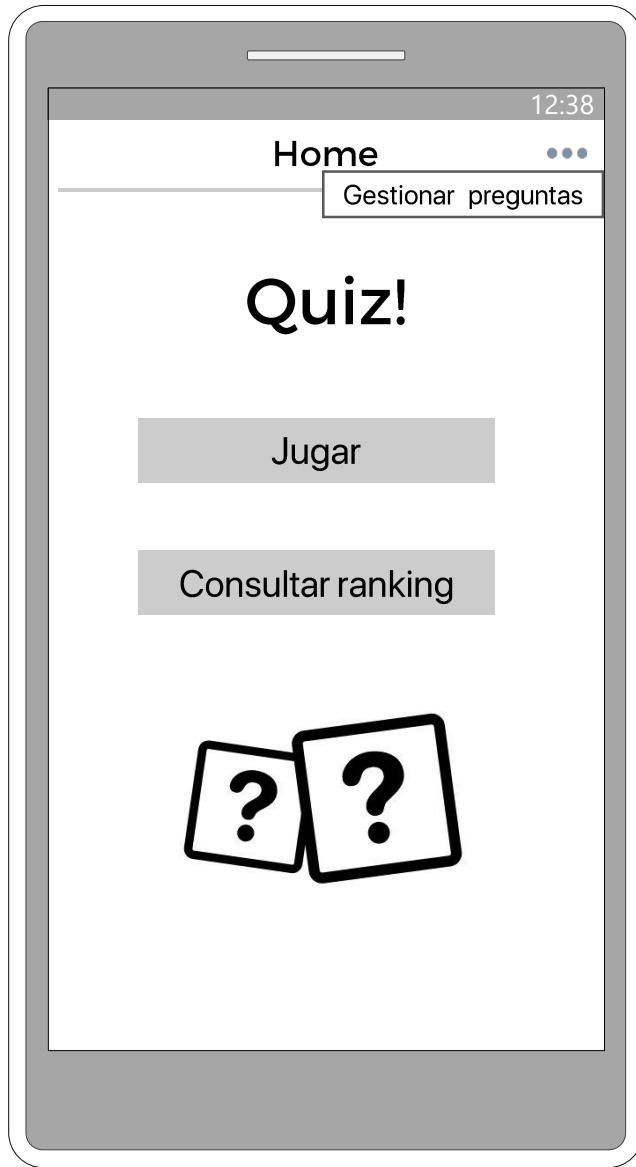 12:38
Home
Gestionar preguntas
Quiz!
Jugar
Consultar ranking
? ?